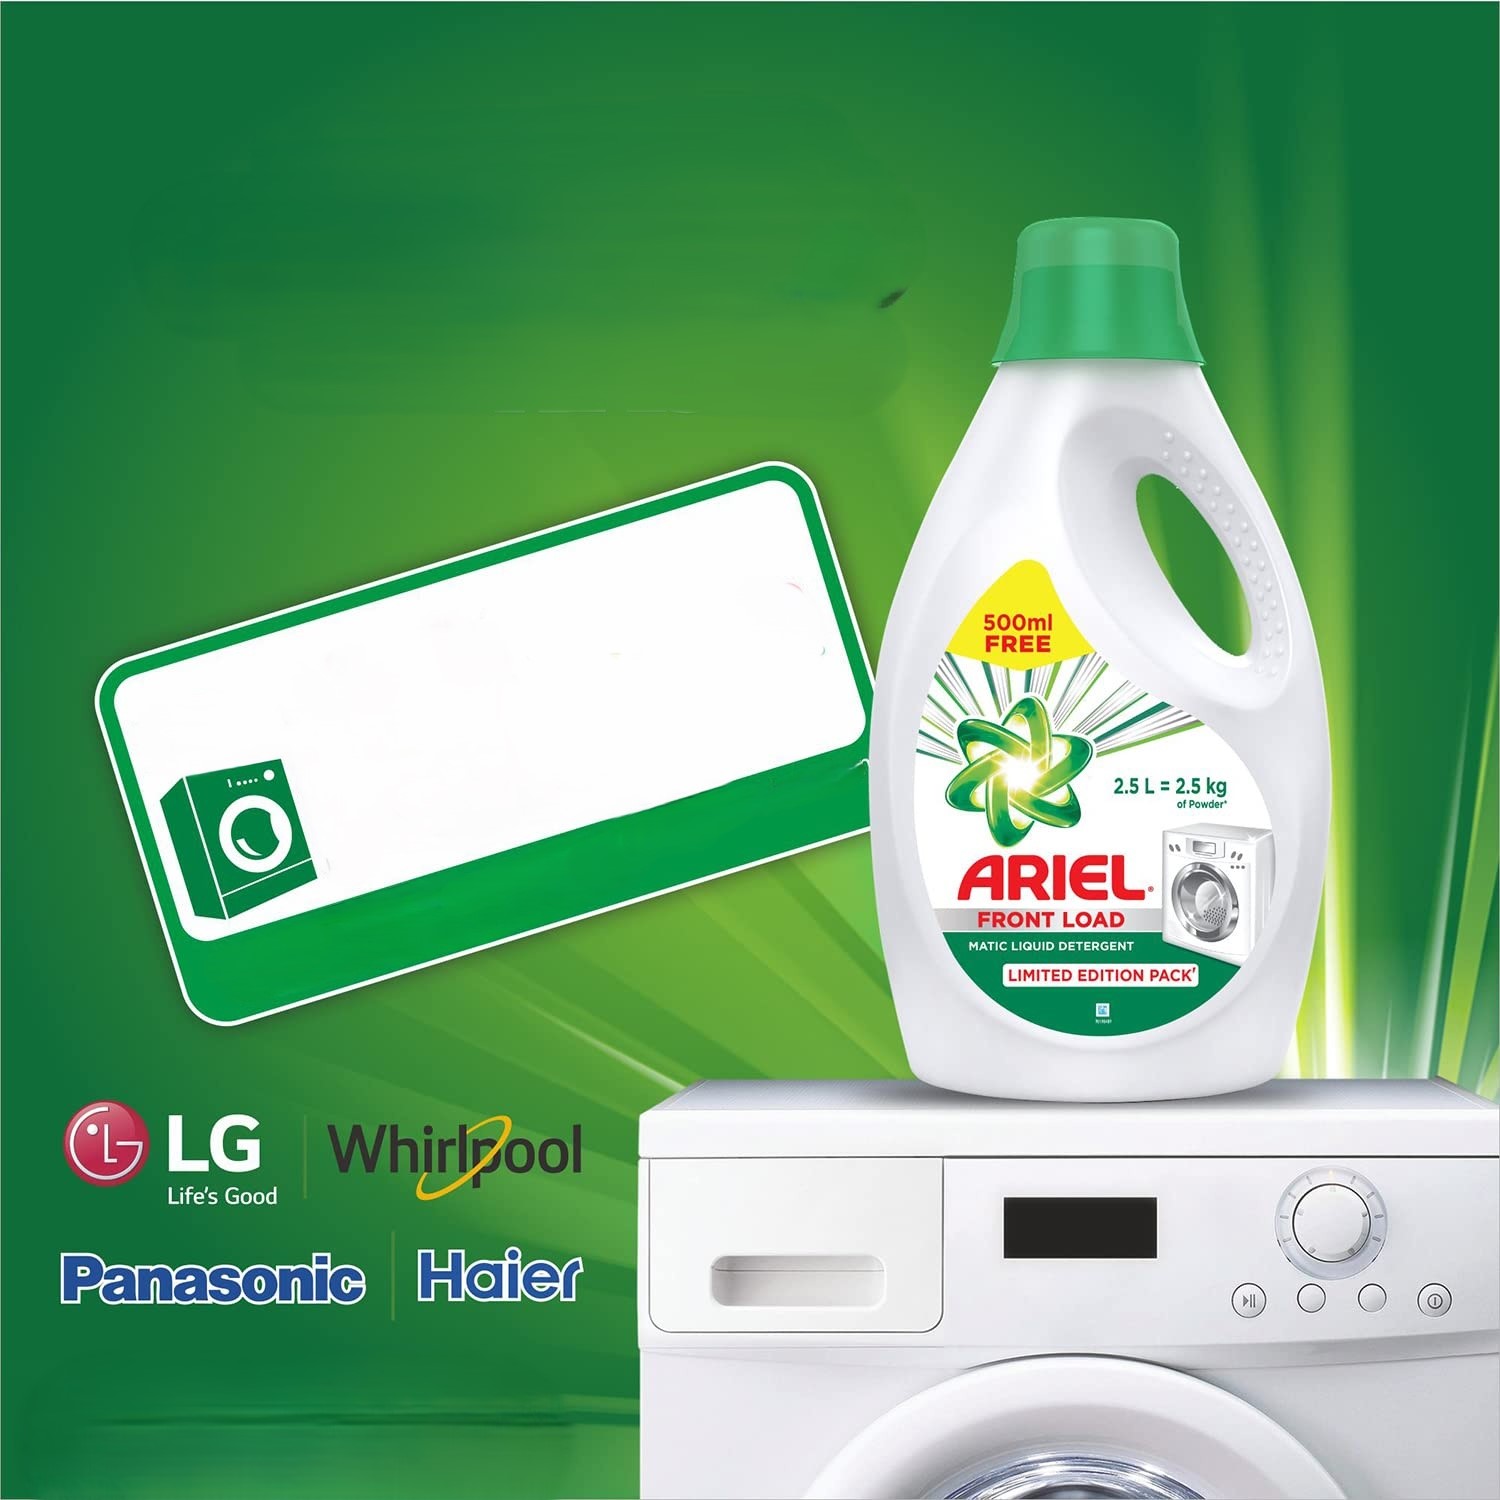 500ml
FREE
2.5 L = 2.5 kg
of Powder*
ARIEL
FRONT LOAD
MATIC LIQUID DETERGENT
LIMITED EDITION PACK'
LG
Life's Good
Whirlpool
Panasonic
Haier